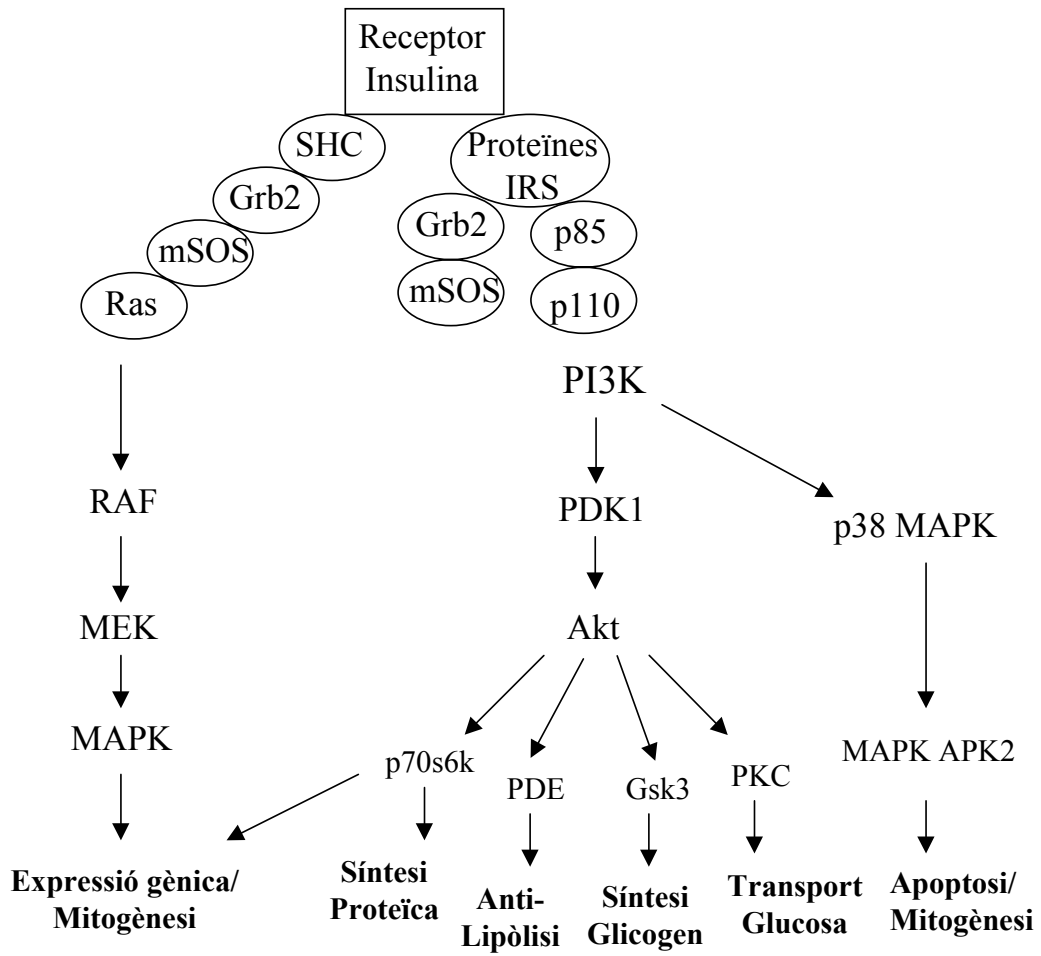 Receptor
Insulina
SHC
Proteïnes
IRS
Grb2
Grb2
p85
mSOS
mSOS
p110
Ras
PI3K
RAF
PDK1
p38 MAPK
MEK
Akt
MAPK
p70s6k
PDE
Gsk3
PKC
MAPK APK2
Expressió gènica/
Mitogènesi
Síntesi
Proteïca
Anti-
Lipòlisi
Síntesi
Glicogen
Transport
Glucosa
Apoptosi/
Mitogènesi